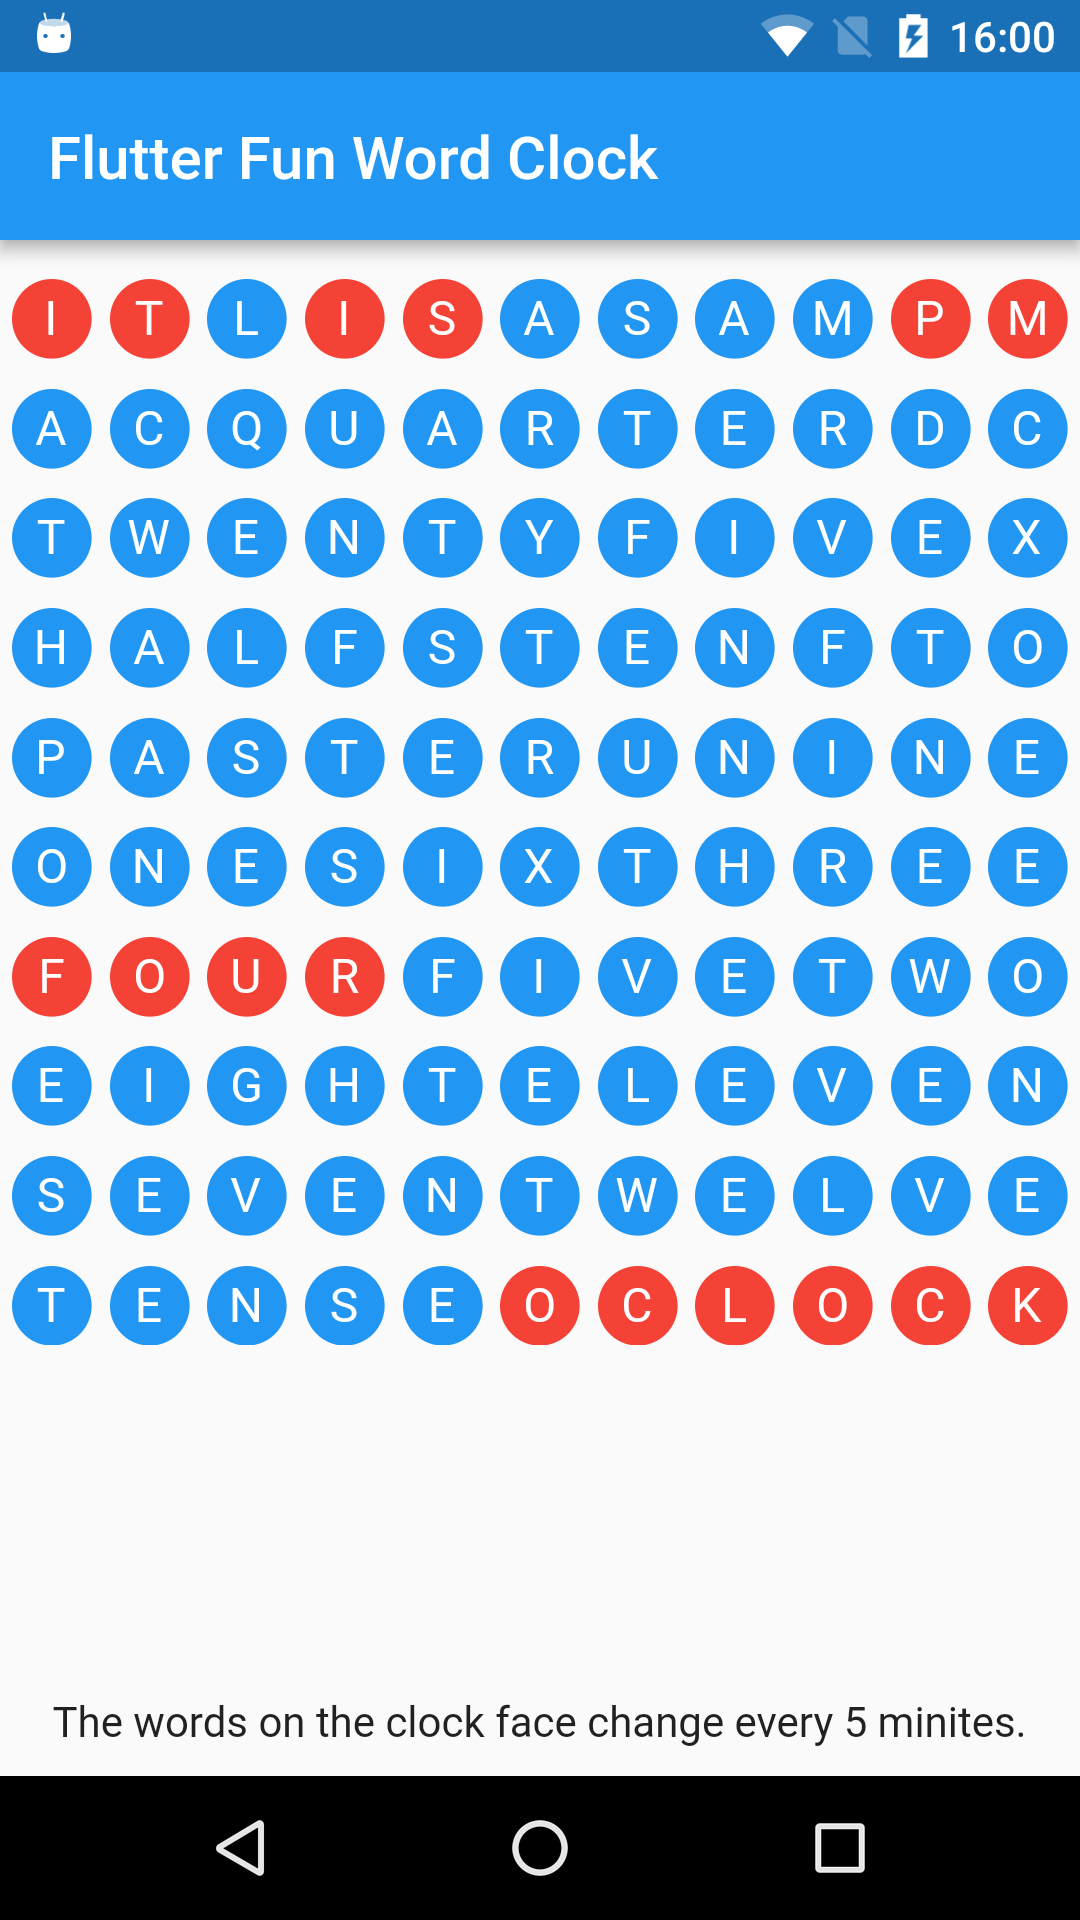 16:00
Flutter Fun Word Clock
I T L I S A S A M P M
A C Q U A R T E R D C
T W E N T Y F I V E X
H A L F S T E N F T O
P A S T E R U N I N E
O N E S I X T H R E E
F O U R F I V E T W O
E I G H T E L E V E N
S E V E N T W E L V E
T E N S E O C L O C K
The words on the clock face change every 5 minites.